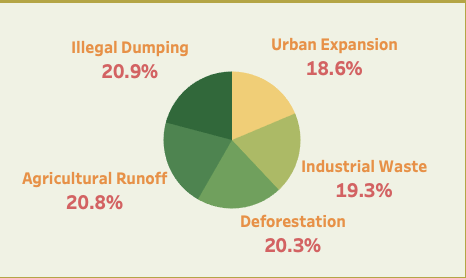 Illegal Dumping
20.9%
Urban Expansion
18.6%
Agricultural Runoff
20.8%
Industrial Waste
19.3%
Deforestation
20.3%